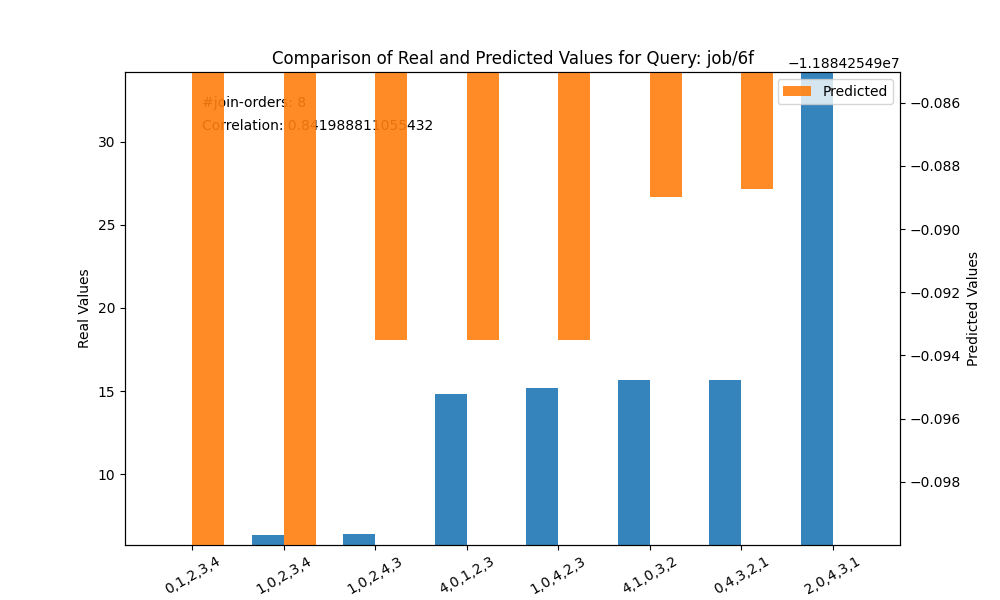 Comparison of Real and Predicted Values for Query: job/6f
−1.18842549e7
Predicted
#join-orders: 8
Correlation: 0.841988811055432
30
25
20
15
10
Real Values
−0.086
−0.088
−0.090
−0.092
−0.094
−0.096
−0.098
Predicted Values
0,1,2,3,4
1,0,2,3,4
1,0,2,4,3
4,0,1,2,3
1,0,4,2,3
4,1,0,3,2
0,4,3,2,1
2,0,4,3,1